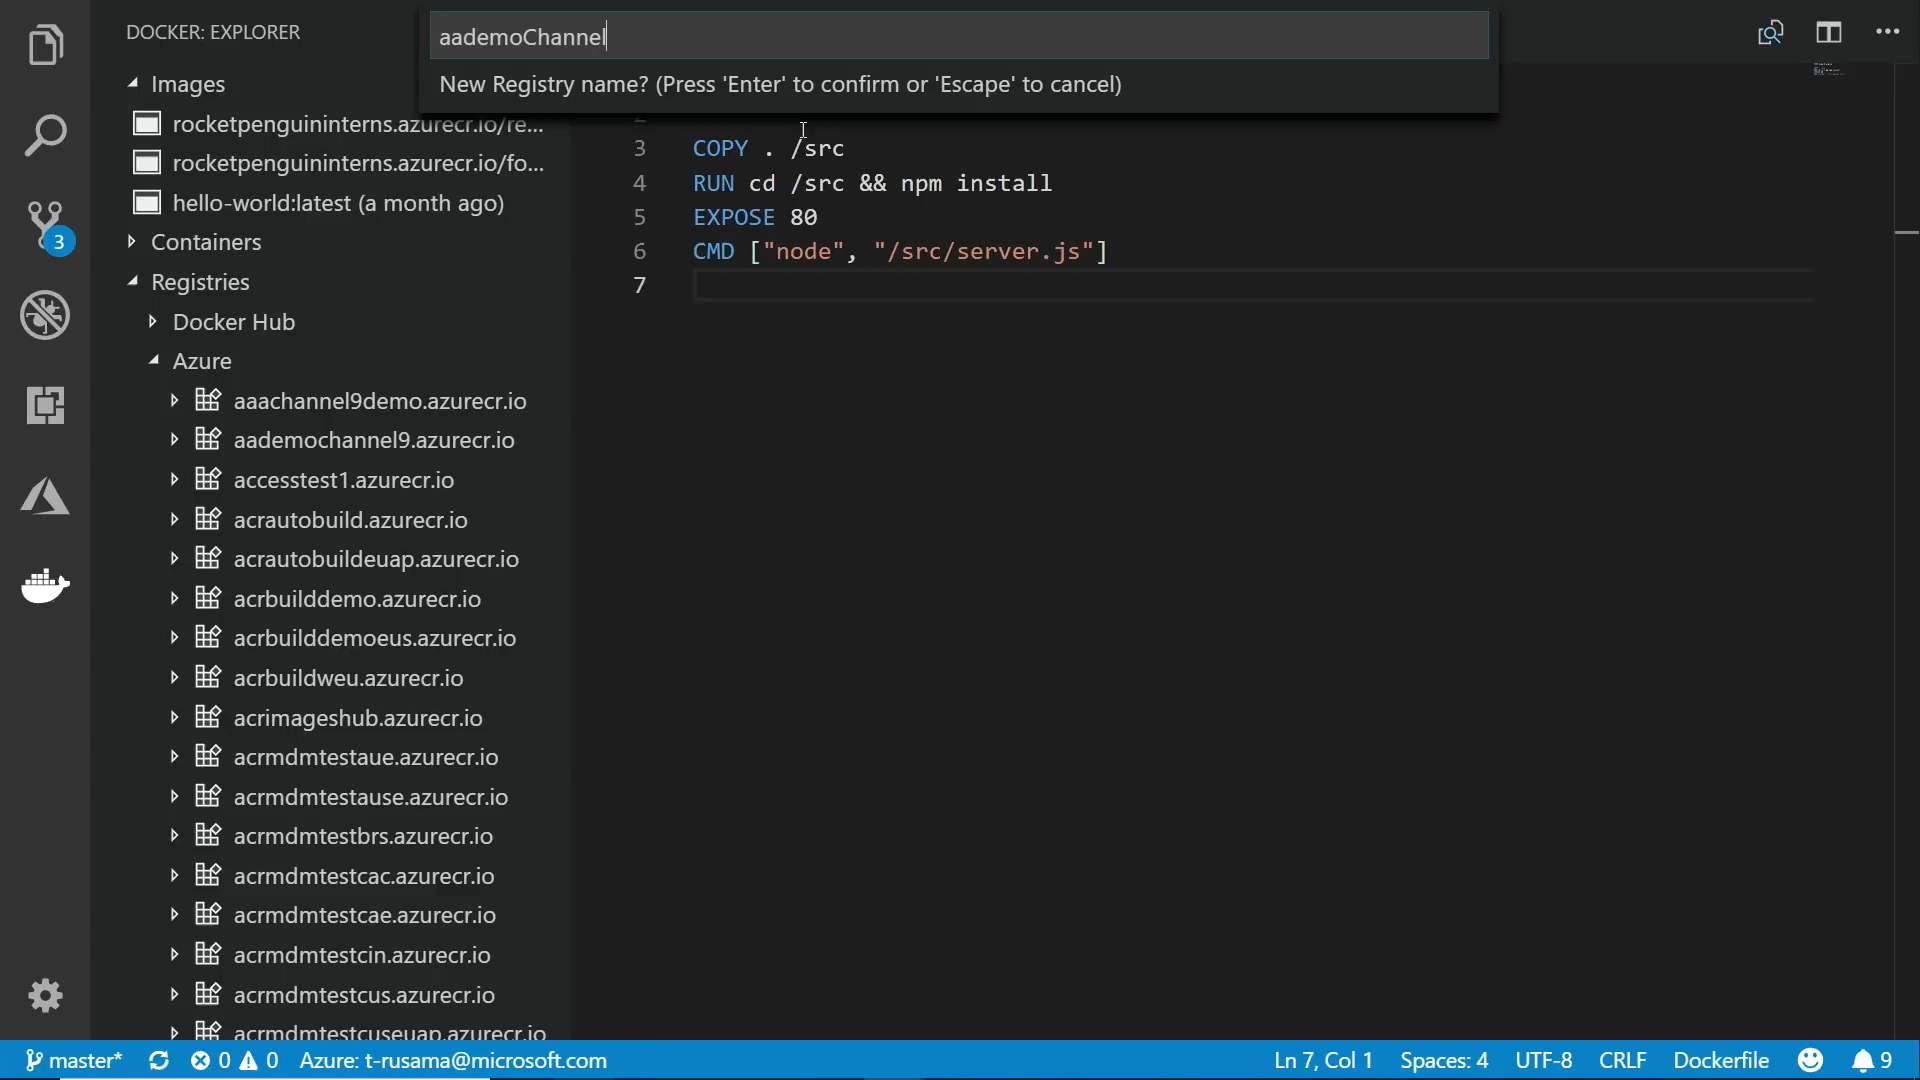 DOCKER: EXPLORER
aademoChannel
New Registry name? (Press 'Enter' to confirm or 'Escape' to cancel)
Images
rocketpenguininterns.azurecr.io/re...
rocketpenguininterns.azurecr.io/fo...
hello-world:latest (a month ago)
Containers
Registries
Docker Hub
Azure
aaachannel9demo.azurecr.io
aademochannel9.azurecr.io
accesstest1.azurecr.io
acrautobuild.azurecr.io
acrautobuildeuap.azurecr.io
acrbuilddemo.azurecr.io
acrbuilddemoeus.azurecr.io
acrbuildweu.azurecr.io
acrimageshub.azurecr.io
acrmdmtestaue.azurecr.io
acrmdmtestause.azurecr.io
acrmdmtestbrs.azurecr.io
acrmdmtestcac.azurecr.io
acrmdmtestcae.azurecr.io
acrmdmtestcin.azurecr.io
acrmdmtestcus.azurecr.io
acrmdmtestcuseuap.azurecr.io
3
2
3 COPY . /src
4 RUN cd /src && npm install
5 EXPOSE 80
6 CMD ["node", "/src/server.js"]
7
master* 0 0 Azure: t-rusama@microsoft.com Ln 7, Col 1 Spaces: 4 UTF-8 CRLF Dockerfile 9